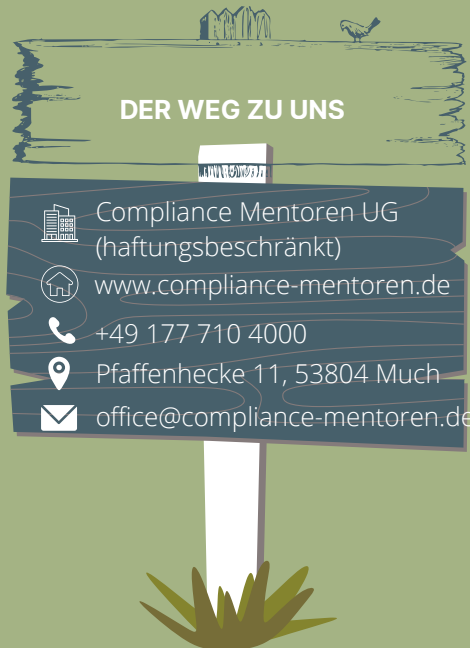 DER WEG ZU UNS
Compliance Mentoren UG
(haftungsbeschränkt)
www.compliance-mentoren.de
+49 177 710 4000
Pfaffenhecke 11, 53804 Much
office@compliance-mentoren.de